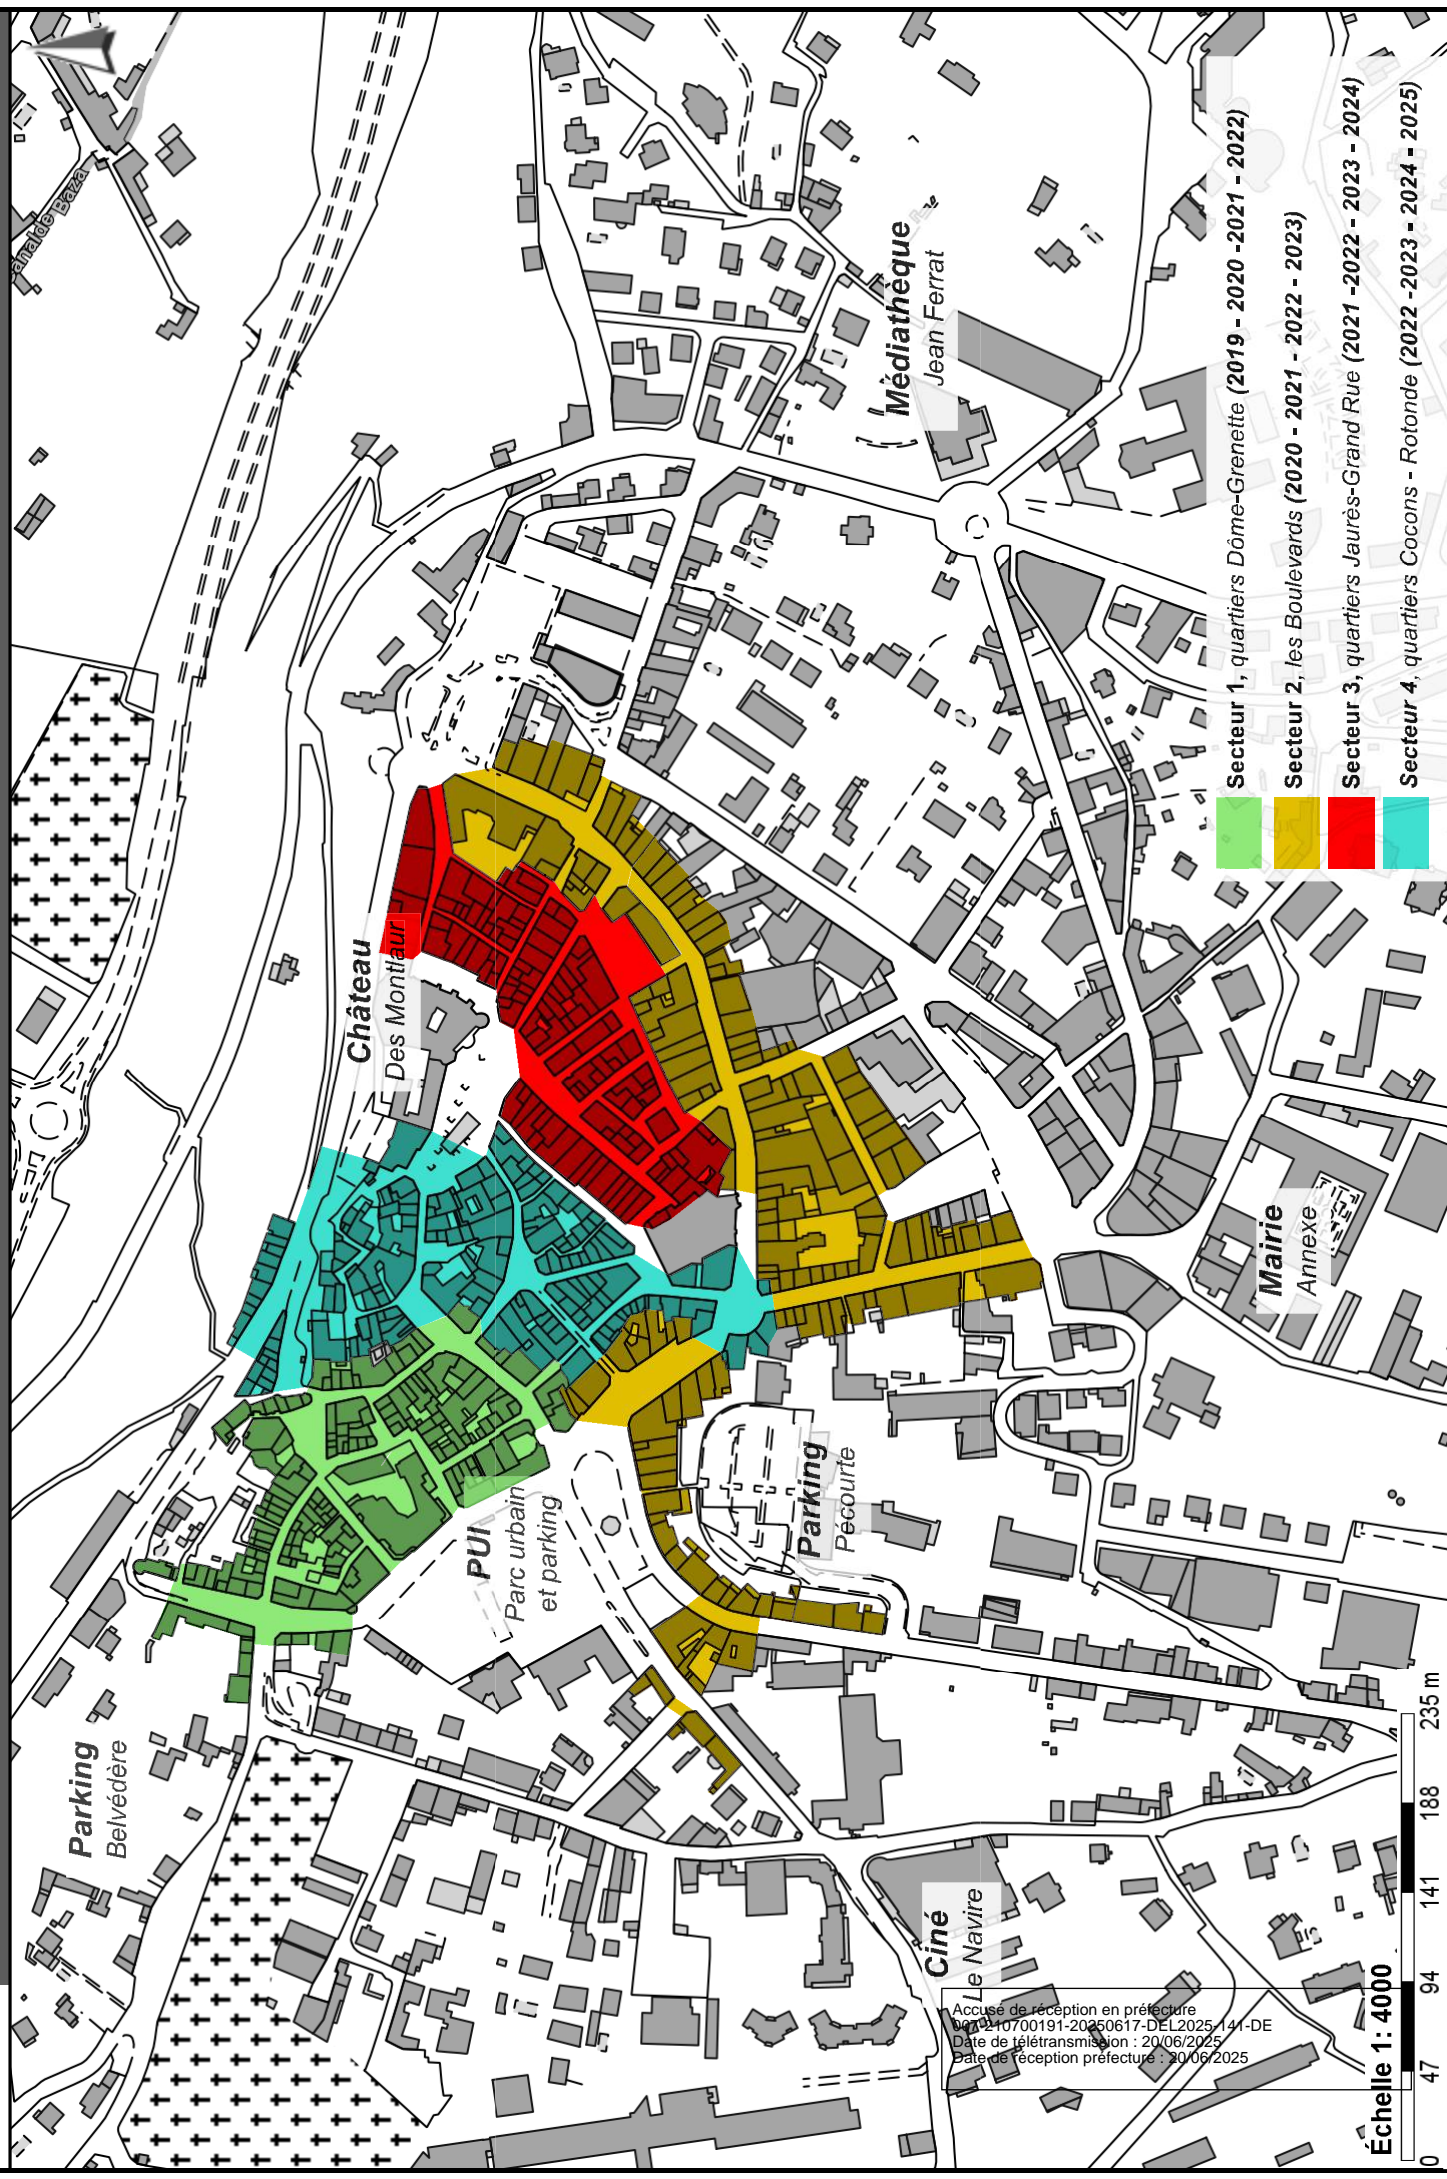 Canal de Baza
Château
Des Montlaur
Médiathèque
Jean Ferrat
Parking
Belvédère
PUI
Parc urbain
et parking
Parking
Pécourte
Mairie
Annexe
Ciné
Le Navire
Secteur 1, quartiers Dôme-Grenette (2019 - 2020 -2021 - 2022)
Secteur 2, les Boulevards (2020 - 2021 - 2022 - 2023)
Secteur 3, quartiers Jaurès-Grand Rue (2021 -2022 - 2023 - 2024)
Secteur 4, quartiers Cocons - Rotonde (2022 -2023 - 2024 - 2025)
Échelle 1: 4000
0 47 94 141 188 235 m
Accusé de réception en préfecture
007-210700191-20250617-DEL2025-141-DE
Date de télétransmission : 20/06/2025
Date de réception préfecture : 20/06/2025